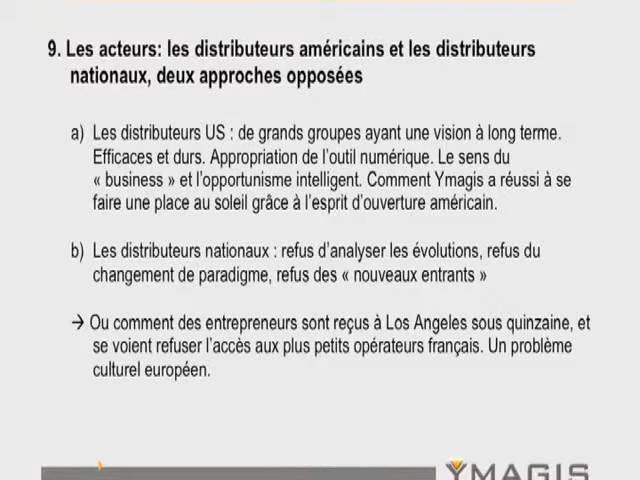 9. Les acteurs: les distributeurs américains et les distributeurs
nationaux, deux approches opposées
a) Les distributeurs US : de grands groupes ayant une vision à long terme.
Efficaces et durs. Appropriation de l'outil numérique. Le sens du
« business » et l'opportunisme intelligent. Comment Ymagis a réussi à se
faire une place au soleil grâce à l'esprit d'ouverture américain.
b) Les distributeurs nationaux : refus d'analyser les évolutions, refus du
changement de paradigme, refus des « nouveaux entrants »
→ Ou comment des entrepreneurs sont reçus à Los Angeles sous quinzaine, et
se voient refuser l'accès aux plus petits opérateurs français. Un problème
culturel européen.
YMAGIS